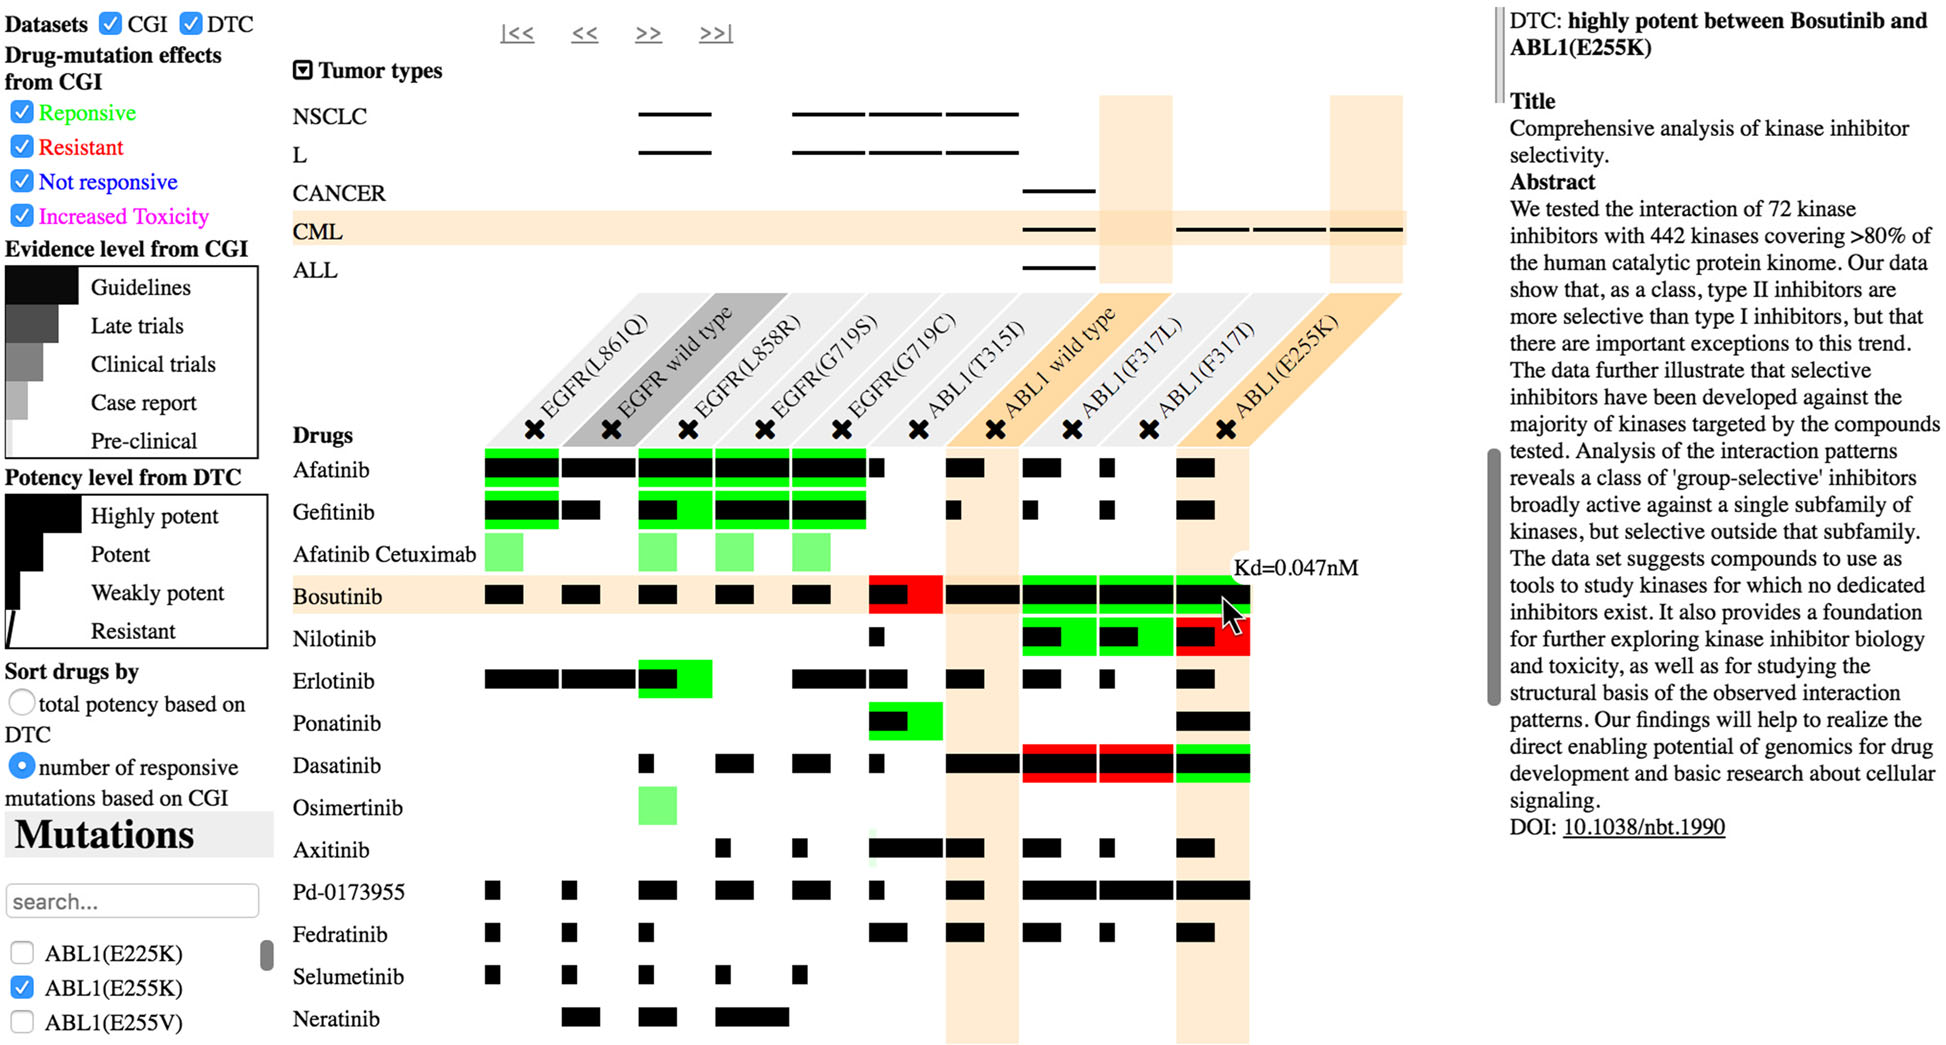 Datasets CGI DTC
Drug-mutation effects
from CGI
Reponsive
Resistant
Not responsive
Increased Toxicity
Evidence level from CGI
Guidelines
Late trials
Clinical trials
Case report
Pre-clinical
Potency level from DTC
Highly potent
Potent
Weakly potent
Resistant
Sort drugs by
total potency based on
DTC
number of responsive
mutations based on CGI
Mutations
search...
ABL1(E225K)
ABL1(E255K)
ABL1(E255V)
|<< << >> >>|
Tumor types
NSCLC
L
CANCER
CML
ALL
EGFR(L861Q)
EGFR wild type
EGFR(L858R)
EGFR(G719S)
EGFR(G719C)
ABL1(T315I)
ABL1 wild type
ABL1(F317L)
ABL1(F317I)
ABL1(E255K)
Drugs
Afatinib
Gefitinib
Afatinib Cetuximab
Bosutinib
Kd=0.047nM
Nilotinib
Erlotinib
Ponatinib
Dasatinib
Osimertinib
Axitinib
Pd-0173955
Fedratinib
Selumetinib
Neratinib
DTC: highly potent between Bosutinib and
ABL1(E255K)
Title
Comprehensive analysis of kinase inhibitor
selectivity.
Abstract
We tested the interaction of 72 kinase
inhibitors with 442 kinases covering >80% of
the human catalytic protein kinome. Our data
show that, as a class, type II inhibitors are
more selective than type I inhibitors, but that
there are important exceptions to this trend.
The data further illustrate that selective
inhibitors have been developed against the
majority of kinases targeted by the compounds
tested. Analysis of the interaction patterns
reveals a class of 'group-selective' inhibitors
broadly active against a single subfamily of
kinases, but selective outside that subfamily.
The data set suggests compounds to use as
tools to study kinases for which no dedicated
inhibitors exist. It also provides a foundation
for further exploring kinase inhibitor biology
and toxicity, as well as for studying the
structural basis of the observed interaction
patterns. Our findings will help to realize the
direct enabling potential of genomics for drug
development and basic research about cellular
signaling.
DOI: 10.1038/nbt.1990